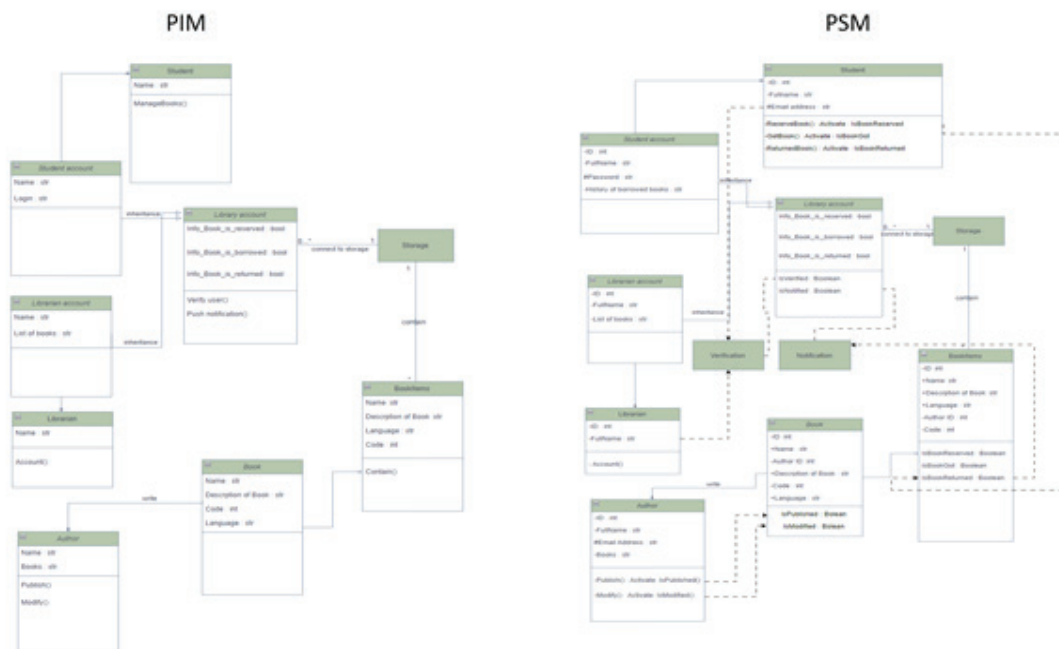 PIM
PSM
Student
Name : str
ManageBooks()
Student account
Name : str
Login : str
inheritance
Library account
Info_Book_is_reserved : bool
Info_Book_is_borrowed : bool
Info_Book_is_returned : bool
Verify user()
Push notification()
0..*
1
connect to storage
Storage
1
contain
*
Librarian account
Name : str
List of books : str
inheritance
Librarian
Name : str
Account()
BookItems
Name : str
Description of Book : str
Language : str
Code : int
Contain()
Book
Name : str
Description of Book : str
Code : int
Language : str
write
Author
Name : str
Books : str
Publish()
Modify()
Student
-ID : int
-FullName : str
#Email address : str
-ReserveBook() : Activate : IsBookReserved
-GetBook() : Activate : IsBookGot
-ReturnedBook() : Activate : IsBookReturned
Student account
-ID : int
-FullName : str
#Password : str
-history of borrowed books : str
inheritance
Library account
Info_Book_is_reserved : bool
Info_Book_is_borrowed : bool
Info_Book_is_returned : bool
IsVerified : Boolean
IsNotified : Boolean
0..*
1
connect to storage
Storage
1
contain
Librarian account
-ID : int
-FullName : str
-List of books : str
inheritance
Verification
Notification
Librarian
-ID : int
-FullName : str
Account()
BookItems
-ID : int
+Name : str
+Description of Book : str
+Language : str
-Author ID : int
-Code : int
-IsBookReserved : Boolean
-IsBookGot : Boolean
-IsBookReturned : Boolean
Book
-ID : int
+Name : str
-Author ID : int
+Description of Book : str
-Code : int
+Language : str
IsPublished : Bolean
IsModified : Bolean
write
Author
-ID : int
-FullName : str
#Email Address : str
-Books : str
-Publish() : Activate : IsPublished()
-Modify() : Activate : IsModified()